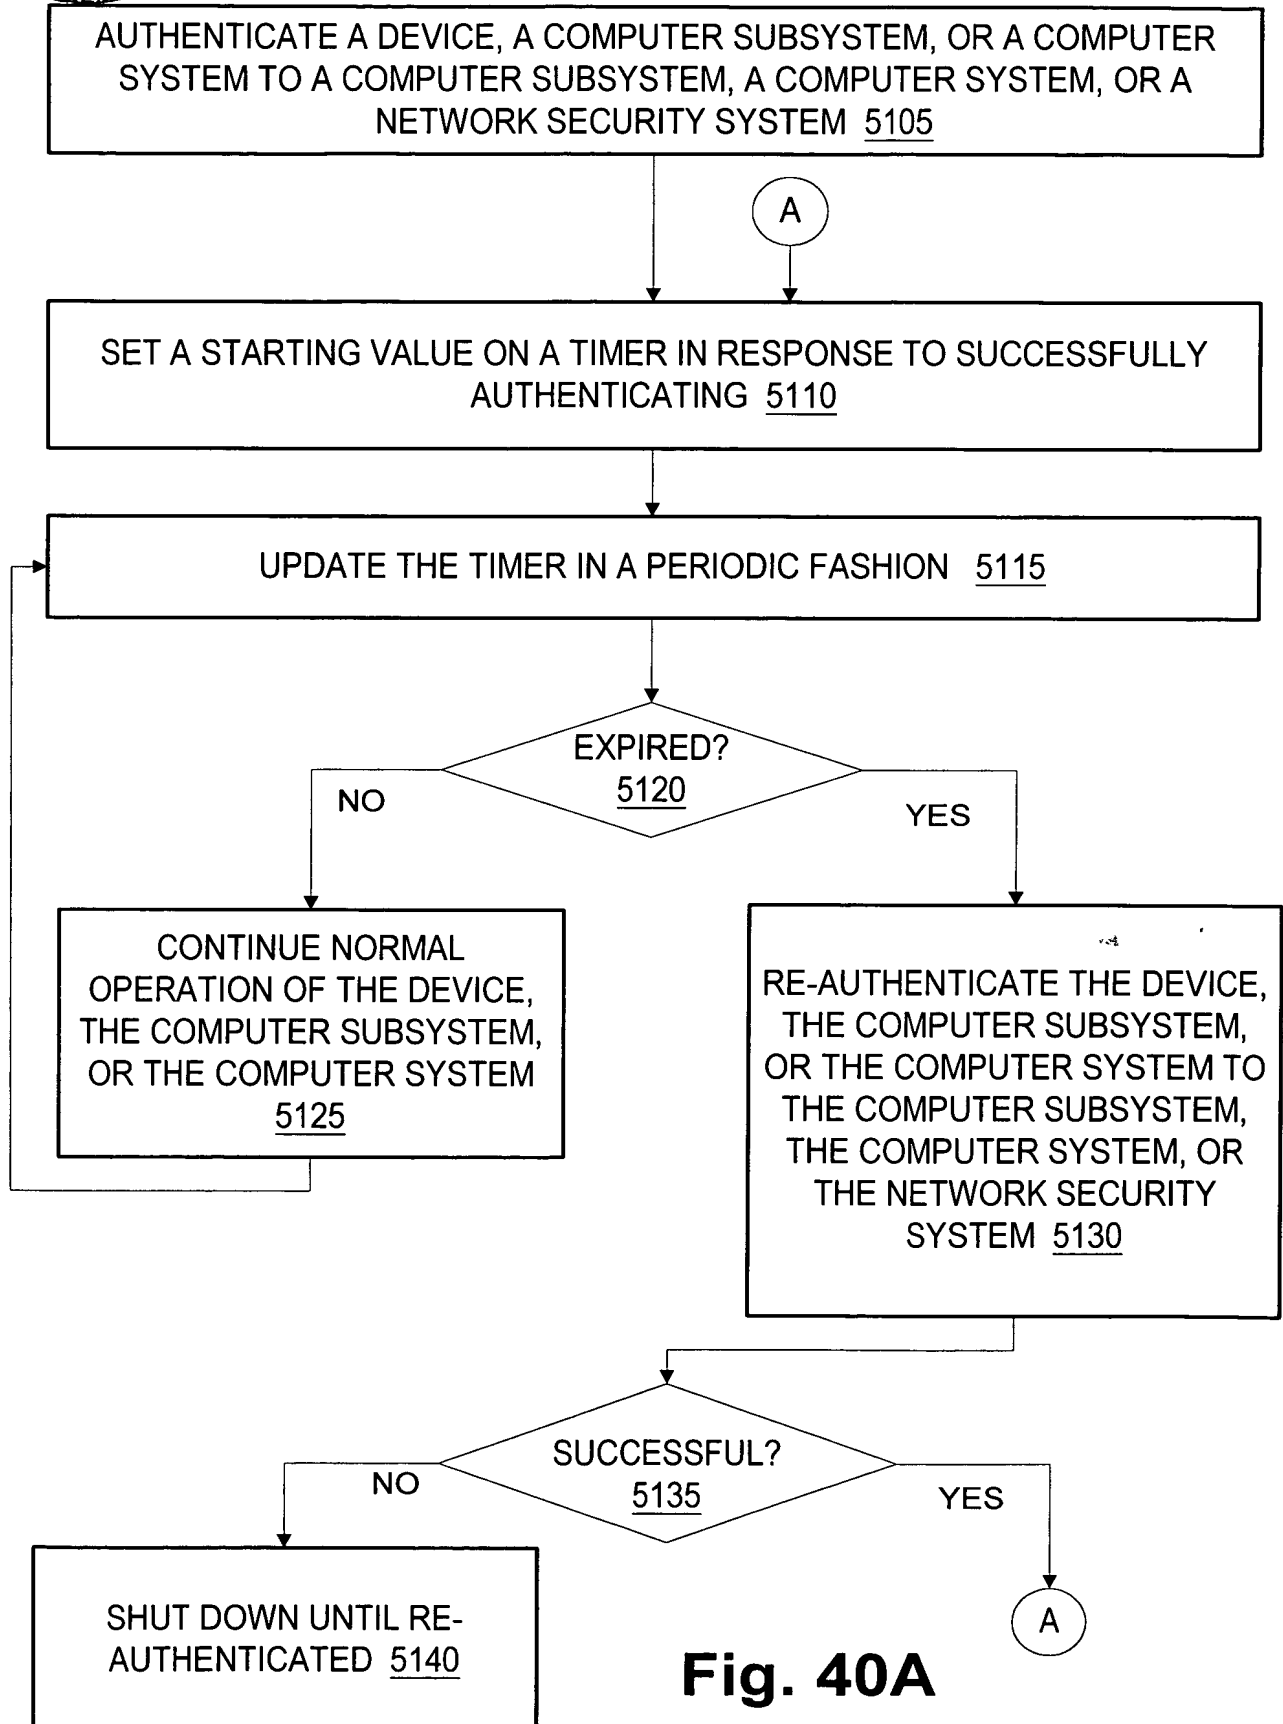 AUTHENTICATE A DEVICE, A COMPUTER SUBSYSTEM, OR A COMPUTER
SYSTEM TO A COMPUTER SUBSYSTEM, A COMPUTER SYSTEM, OR A
NETWORK SECURITY SYSTEM 5105
A
SET A STARTING VALUE ON A TIMER IN RESPONSE TO SUCCESSFULLY
AUTHENTICATING 5110
UPDATE THE TIMER IN A PERIODIC FASHION 5115
EXPIRED?
5120
NO
YES
CONTINUE NORMAL
OPERATION OF THE DEVICE,
THE COMPUTER SUBSYSTEM,
OR THE COMPUTER SYSTEM
5125
RE-AUTHENTICATE THE DEVICE,
THE COMPUTER SUBSYSTEM,
OR THE COMPUTER SYSTEM TO
THE COMPUTER SUBSYSTEM,
THE COMPUTER SYSTEM, OR
THE NETWORK SECURITY
SYSTEM 5130
SUCCESSFUL?
5135
NO
YES
SHUT DOWN UNTIL RE-
AUTHENTICATED 5140
A
Fig. 40A